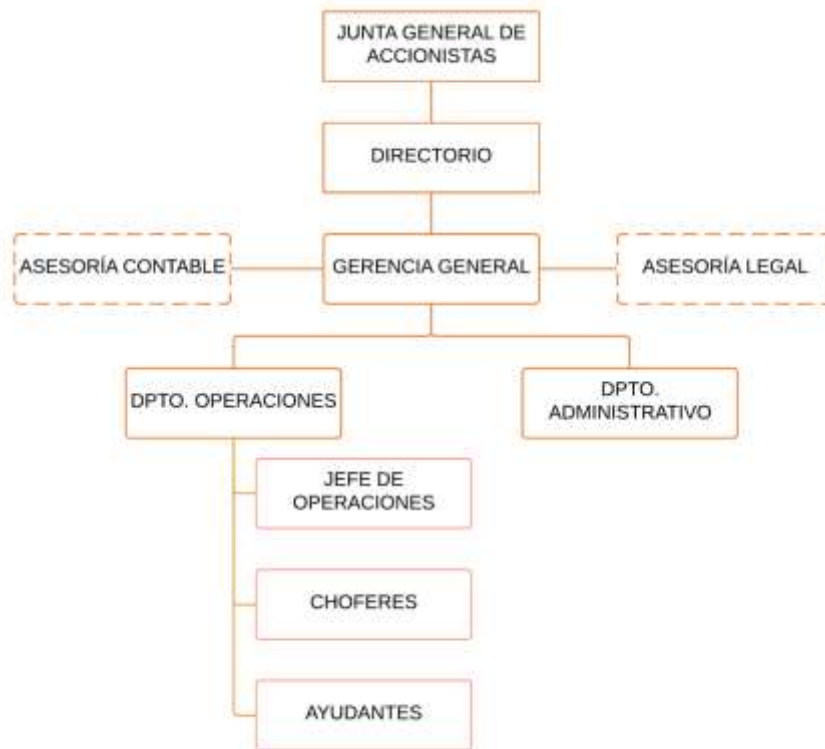 JUNTA GENERAL DE
ACCIONISTAS
DIRECTORIO
ASESORÍA CONTABLE
GERENCIA GENERAL
ASESORÍA LEGAL
DPTO. OPERACIONES
DPTO.
ADMINISTRATIVO
JEFE DE
OPERACIONES
CHOFERES
AYUDANTES